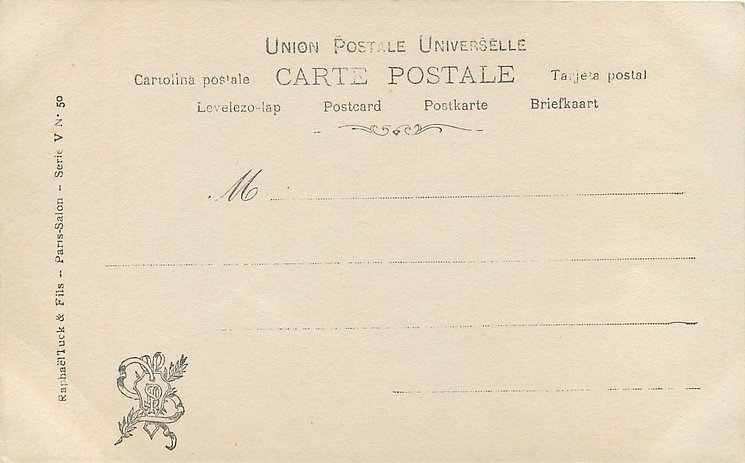 UNION POSTALE UNIVERSELLE
Cartolina postale CARTE POSTALE Tarjeta postal
Levelezo-lap Postcard Postkarte Briefkaart
M
Raphaël Tuck & Fils – Paris-Salon – Serie V N° 50